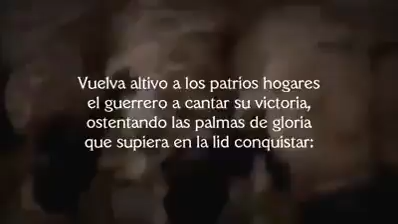 Vuelva altivo a los patrios hogares
el guerrero a cantar su victoria,
ostentando las palmas de gloria
que supiera en la lid conquistar: